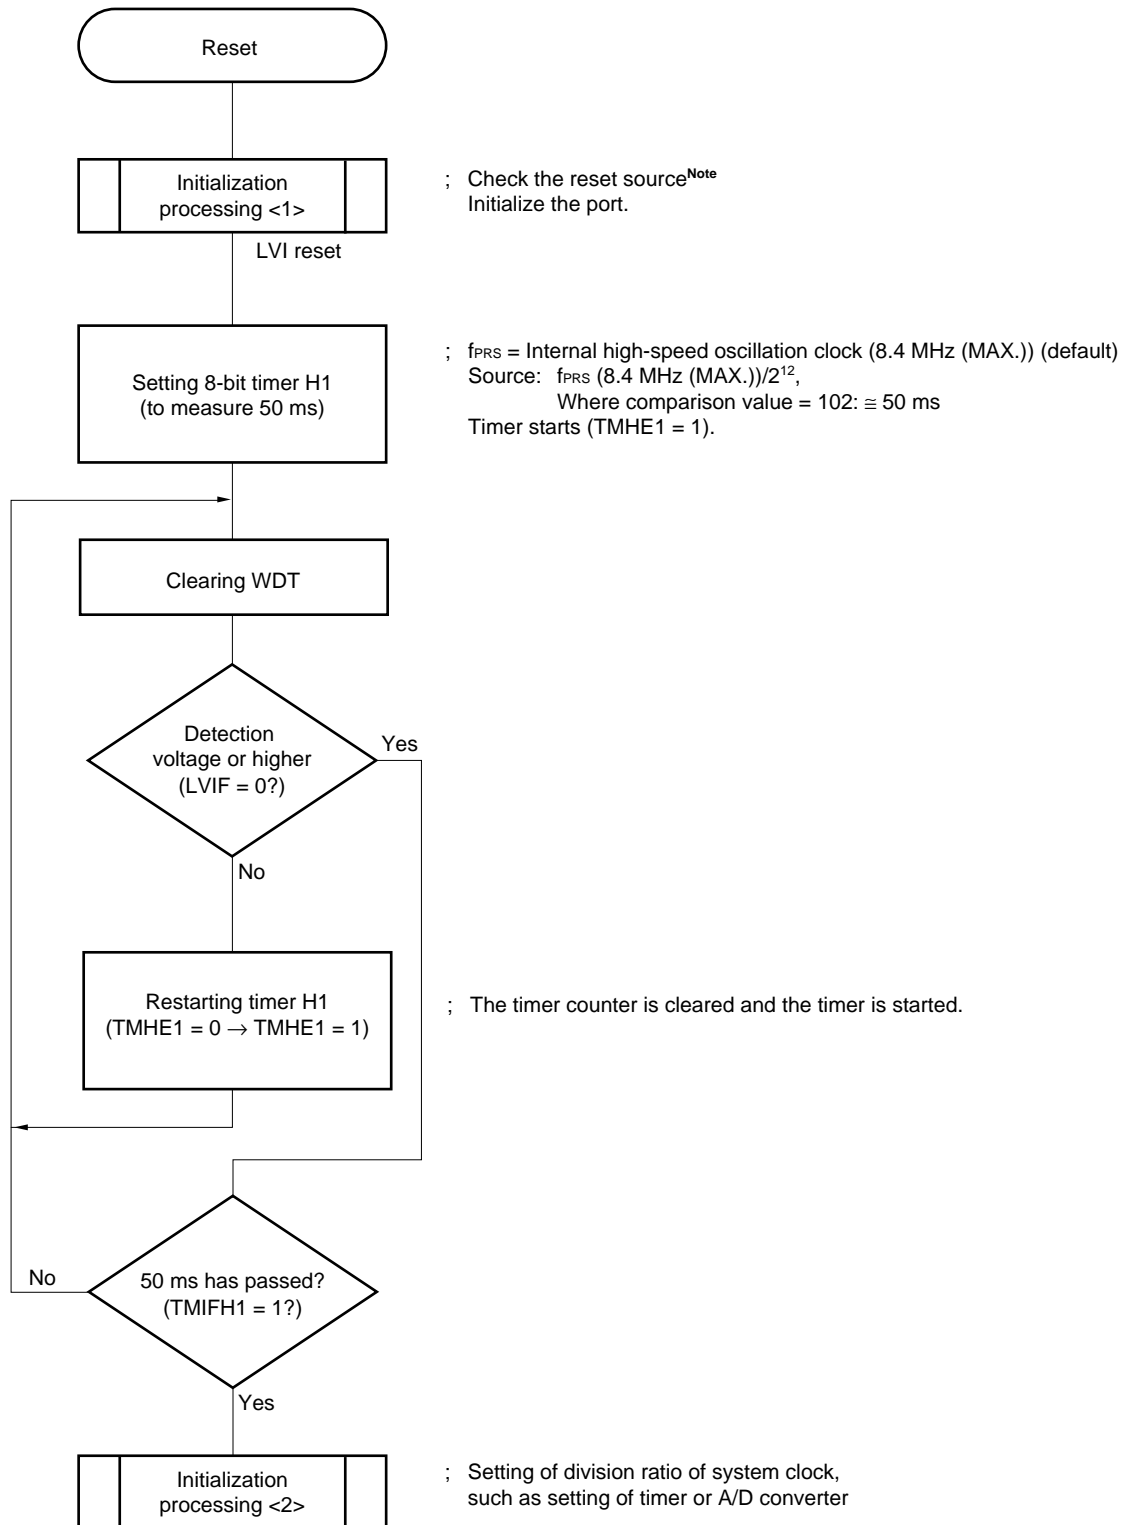 Reset
Initialization
processing <1>
; Check the reset source Note
Initialize the port.
LVI reset
Setting 8-bit timer H1
(to measure 50 ms)
; fPRS = Internal high-speed oscillation clock (8.4 MHz (MAX.)) (default)
Source: fPRS (8.4 MHz (MAX.))/2¹²,
Where comparison value = 102: ≅ 50 ms
Timer starts (TMHE1 = 1).
Clearing WDT
Detection
voltage or higher
(LVIF = 0?)
Yes
No
Restarting timer H1
(TMHE1 = 0 → TMHE1 = 1)
; The timer counter is cleared and the timer is started.
No
50 ms has passed?
(TMIFH1 = 1?)
Yes
Initialization
processing <2>
; Setting of division ratio of system clock,
such as setting of timer or A/D converter